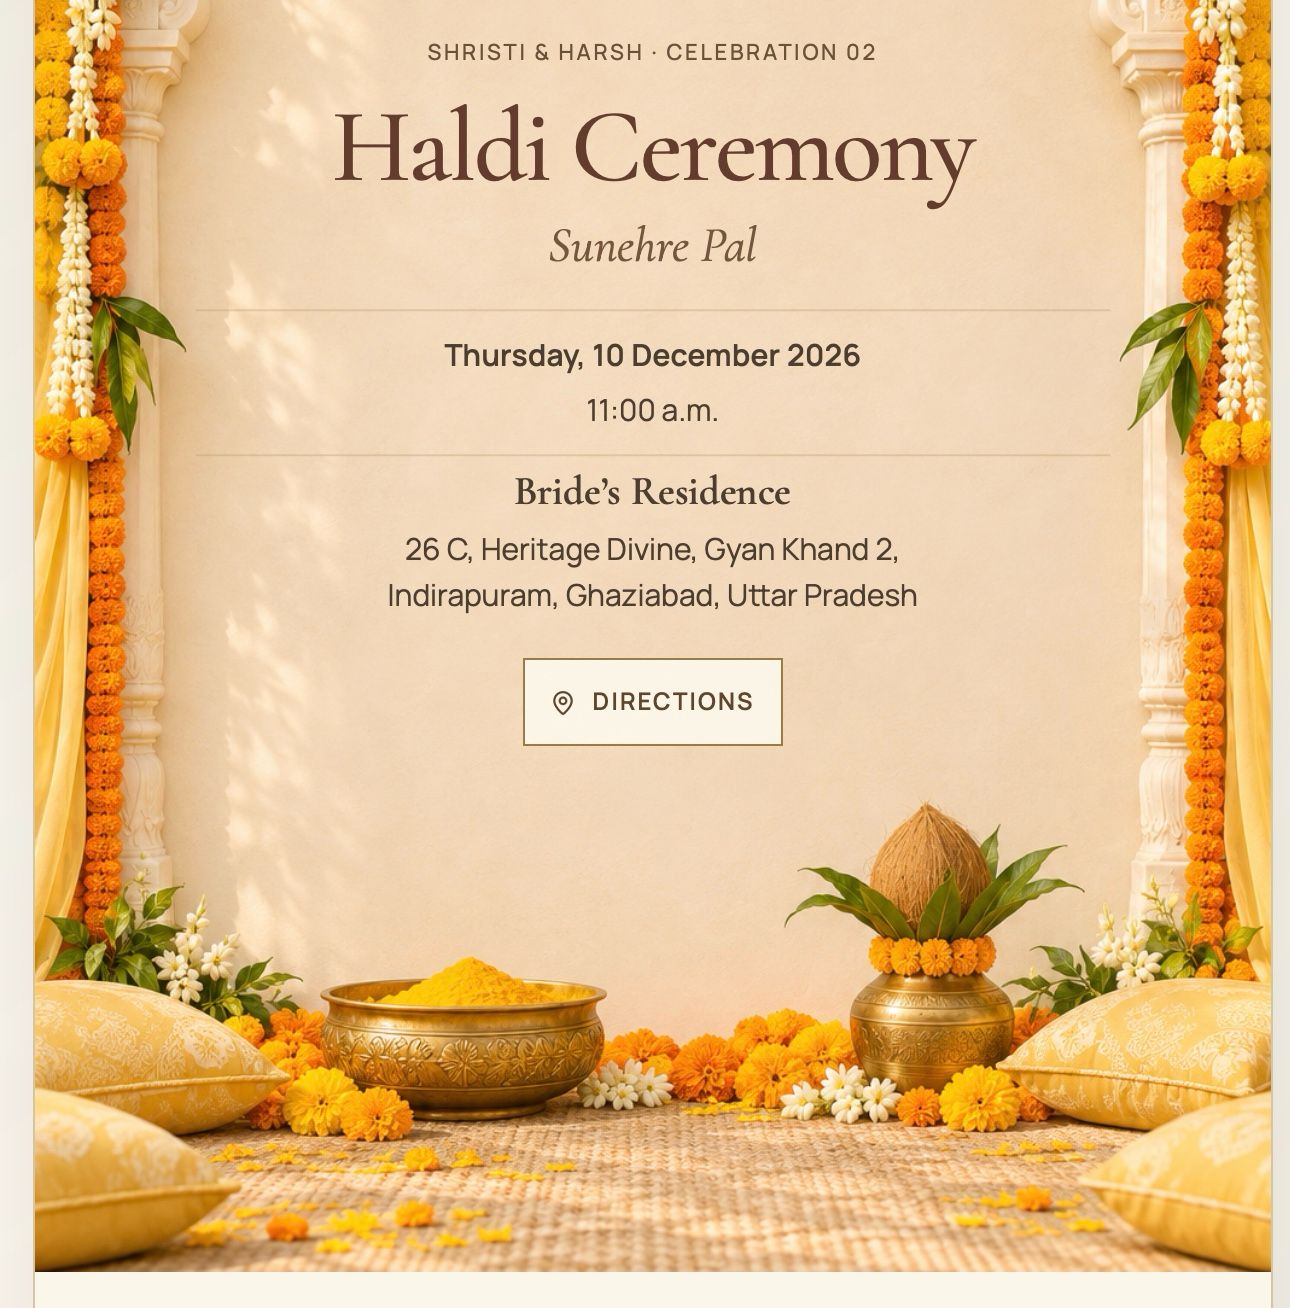 SHRISTI & HARSH · CELEBRATION 02
Haldi Ceremony
Sunehre Pal
Thursday, 10 December 2026
11:00 a.m.
Bride’s Residence
26 C, Heritage Divine, Gyan Khand 2,
Indirapuram, Ghaziabad, Uttar Pradesh
DIRECTIONS